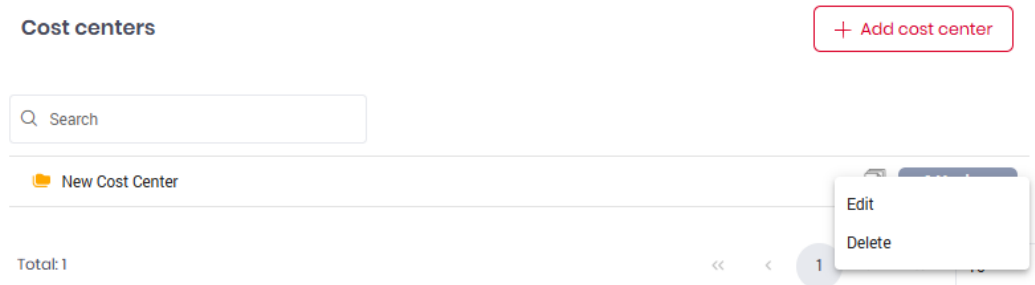 Cost centers
+ Add cost center
Search
New Cost Center
Edit
Delete
Total: 1
<< < 1